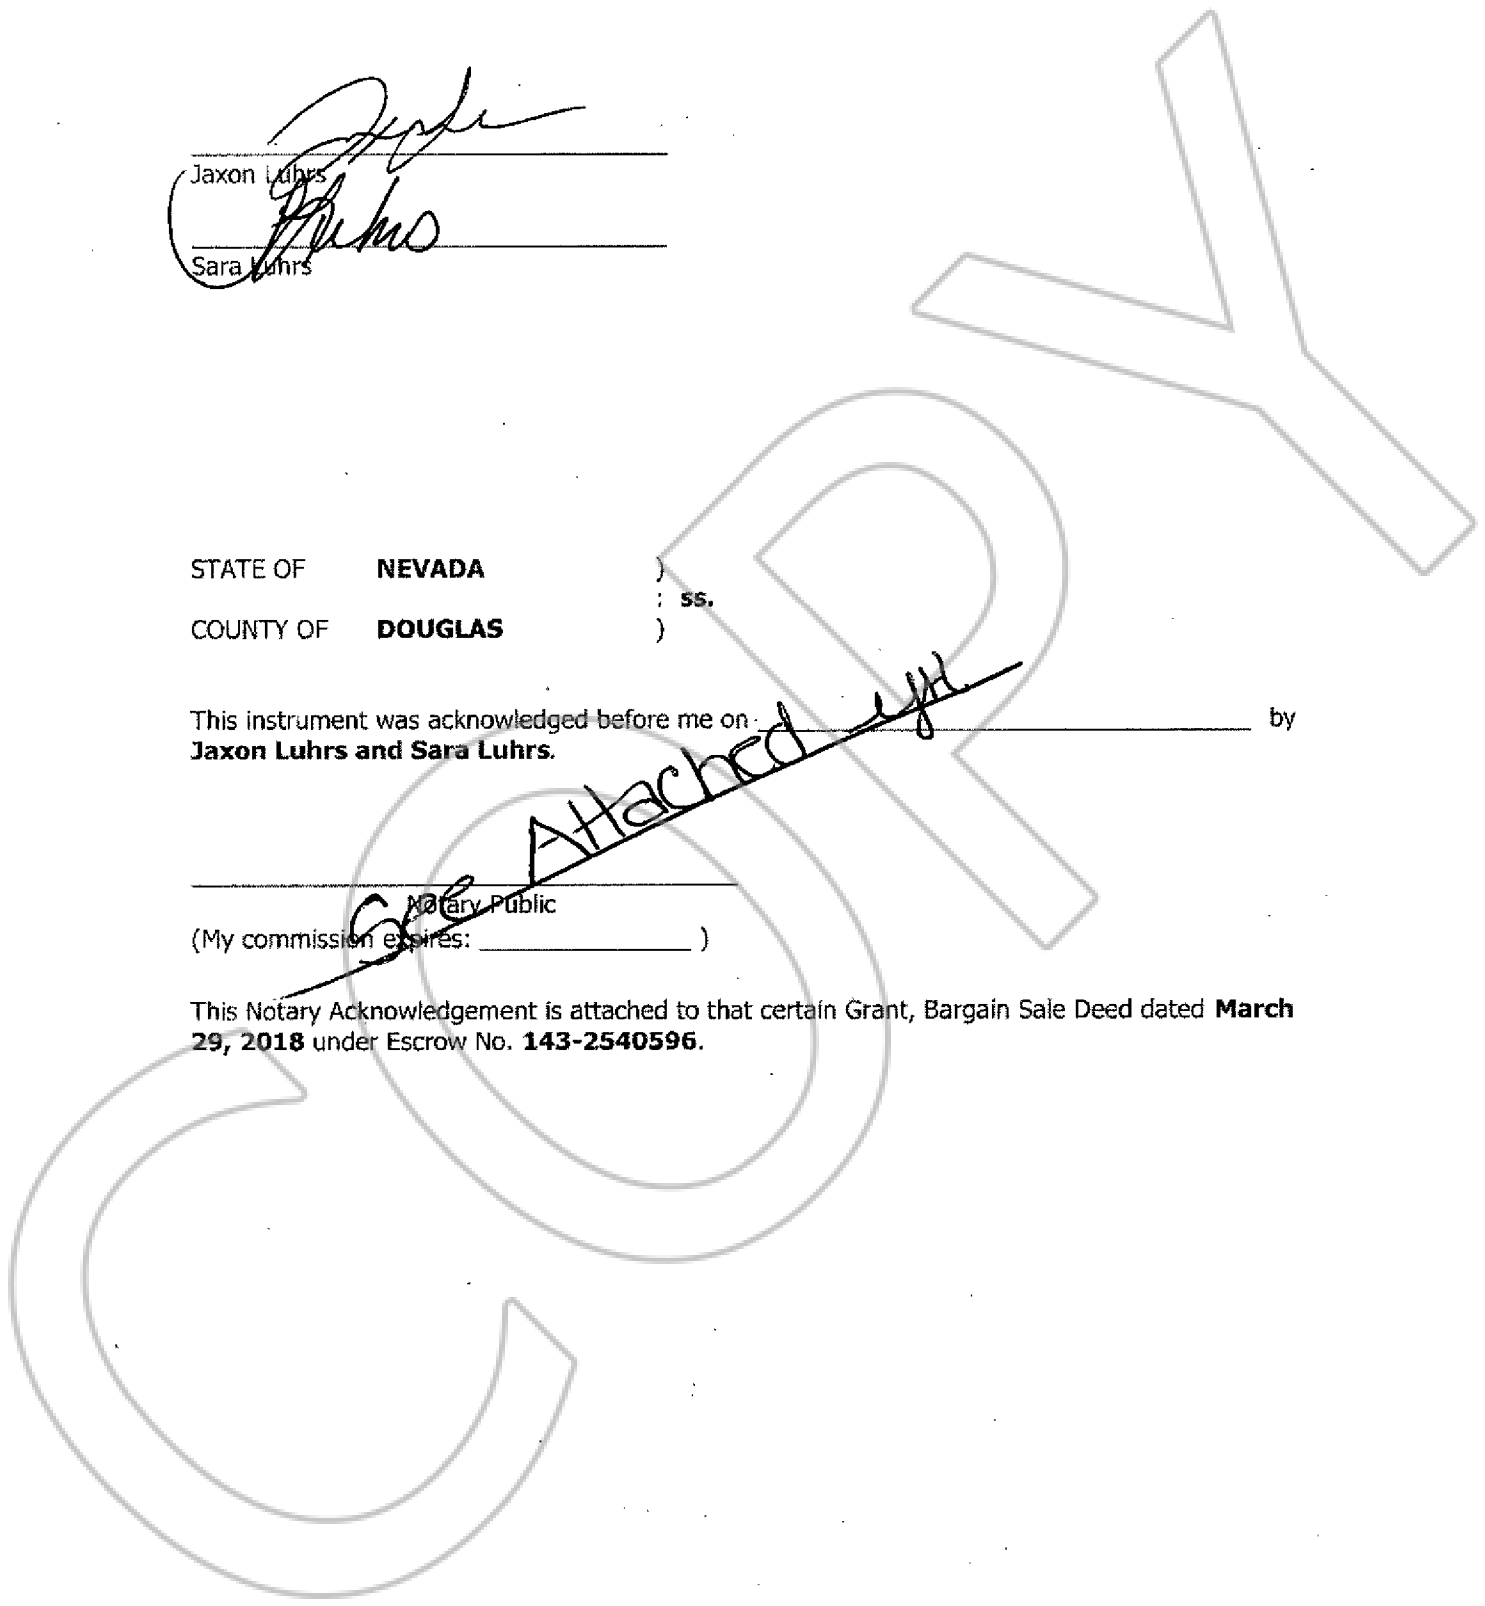 Jaxon Luhrs
Sara Luhrs
STATE OF NEVADA )
: ss.
COUNTY OF DOUGLAS )
This instrument was acknowledged before me on by
Jaxon Luhrs and Sara Luhrs.
See Attached
Notary Public
(My commission expires: )
This Notary Acknowledgement is attached to that certain Grant, Bargain Sale Deed dated March
29, 2018 under Escrow No. 143-2540596.
COPY